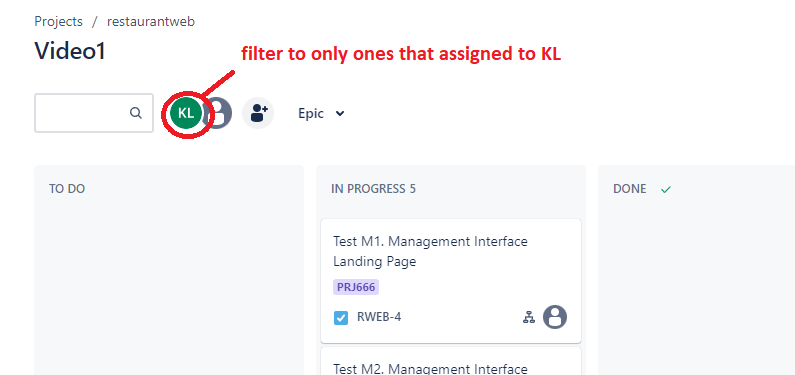 Projects / restaurantweb
Video1
filter to only ones that assigned to KL
KL
Epic
TO DO
IN PROGRESS 5
DONE
Test M1. Management Interface
Landing Page
PRJ666
RWEB-4
Test M2. Management Interface